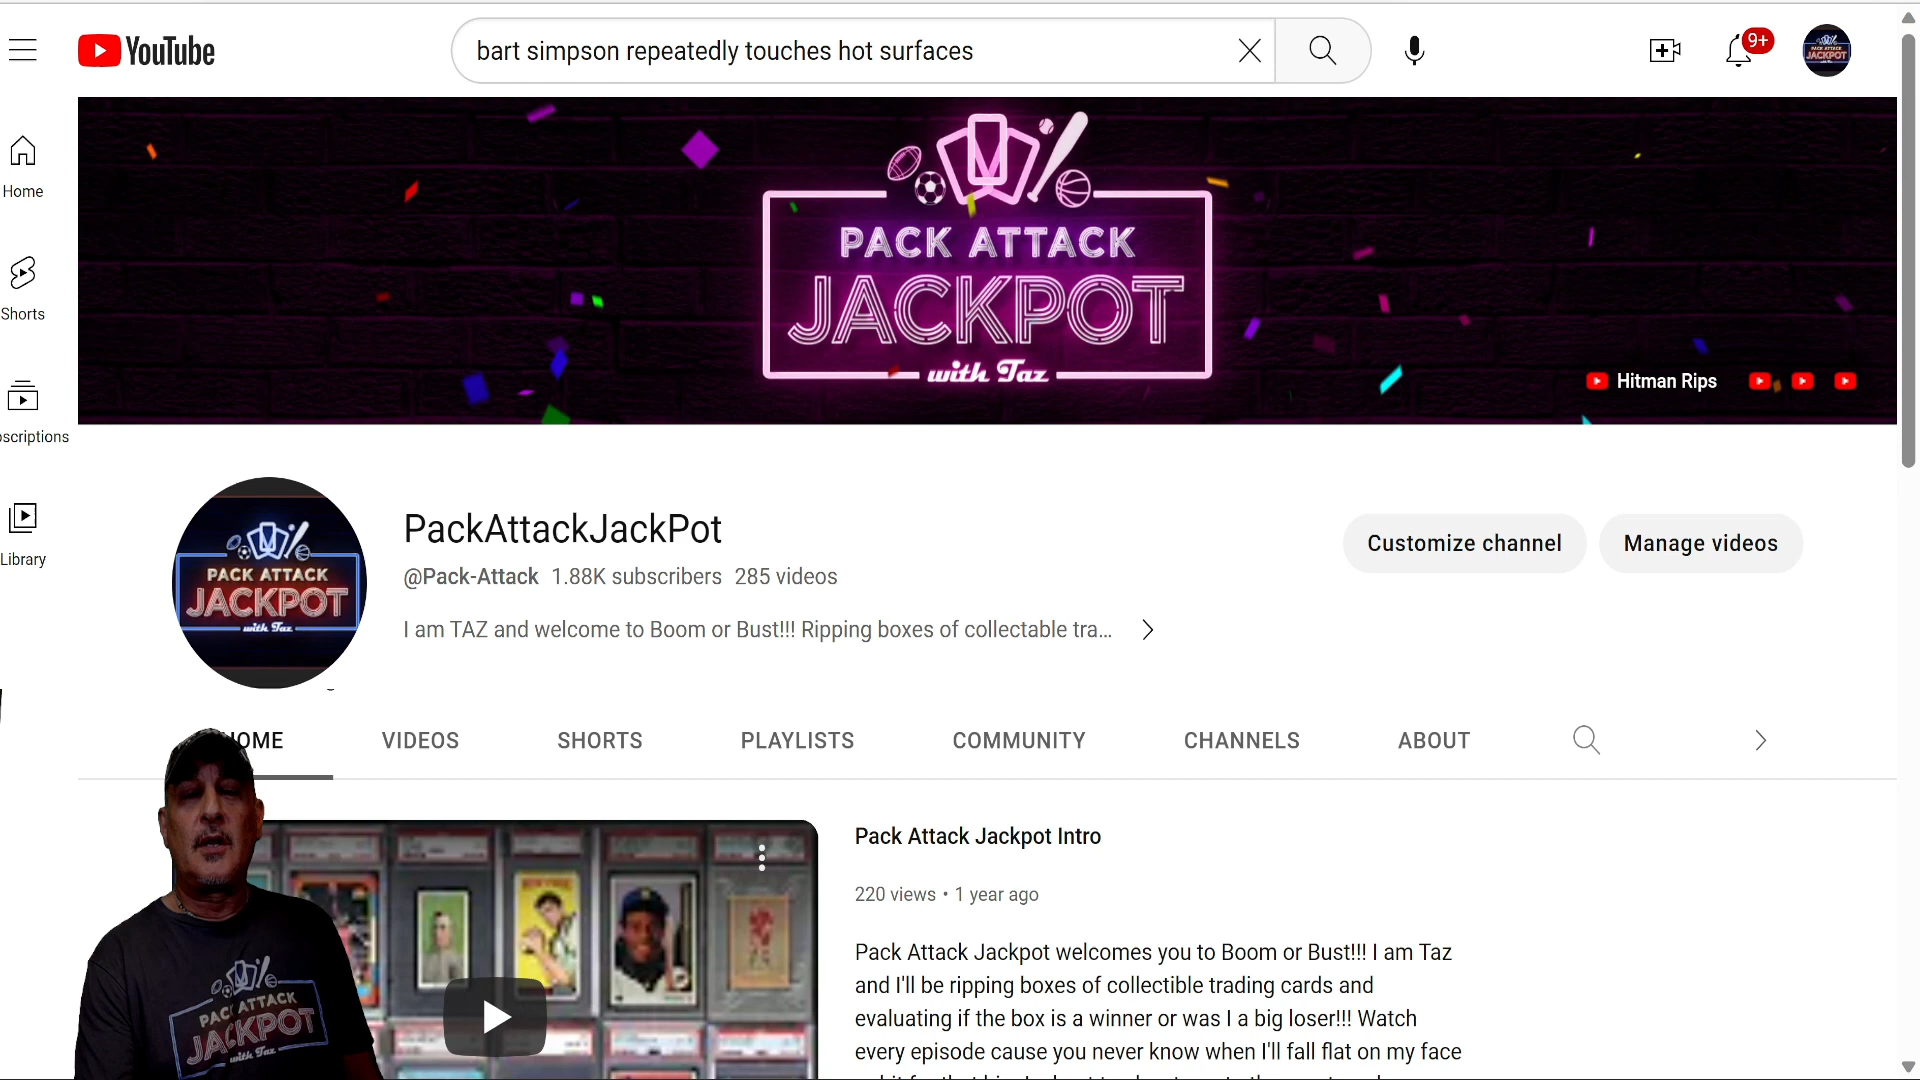 YouTube
bart simpson repeatedly touches hot surfaces
9+
PACK ATTACK
JACKPOT
with Taz
Hitman Rips
Home
Shorts
scriptions
Library
PACK ATTACK
JACKPOT
with Taz
PackAttackJackPot
@Pack-Attack 1.88K subscribers 285 videos
I am TAZ and welcome to Boom or Bust!!! Ripping boxes of collectable tra...
Customize channel
Manage videos
OME
VIDEOS
SHORTS
PLAYLISTS
COMMUNITY
CHANNELS
ABOUT
Pack Attack Jackpot Intro
220 views • 1 year ago
Pack Attack Jackpot welcomes you to Boom or Bust!!! I am Taz
and I'll be ripping boxes of collectible trading cards and
evaluating if the box is a winner or was I a big loser!!! Watch
every episode cause you never know when I'll fall flat on my face
PACK ATTACK
JACKPOT
with Taz